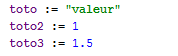 toto := "valeur"
toto2 := 1
toto3 := 1.5